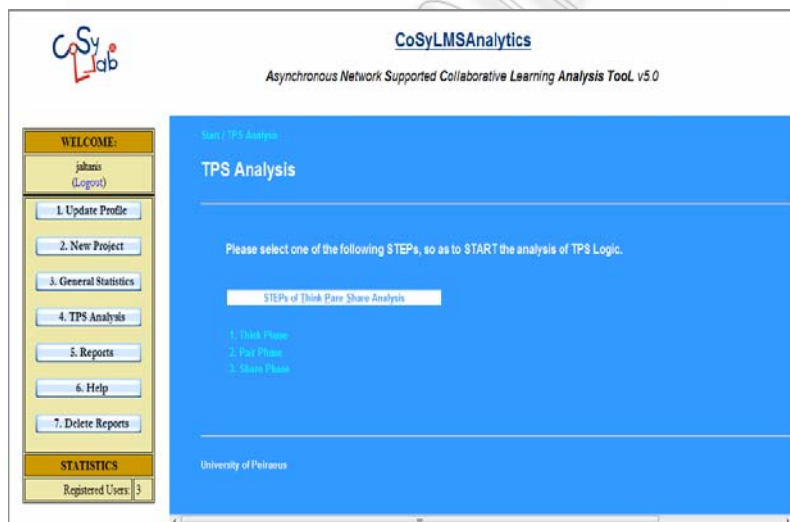 CoSy Lab
CoSyLMSAnalytics
Asynchronous Network Supported Collaborative Learning Analysis TooL v5.0
WELCOME:
jaltanis
(Logout)
1. Update Profile
2. New Project
3. General Statistics
4. TPS Analysis
5. Reports
6. Help
7. Delete Reports
STATISTICS
Registered Users: 3
Start / TPS Analysis
TPS Analysis
Please select one of the following STEPs, so as to START the analysis of TPS Logic.
STEPs of Think Pare Share Analysis
1. Think Phase
2. Pair Phase
3. Share Phase
University of Peiraeus